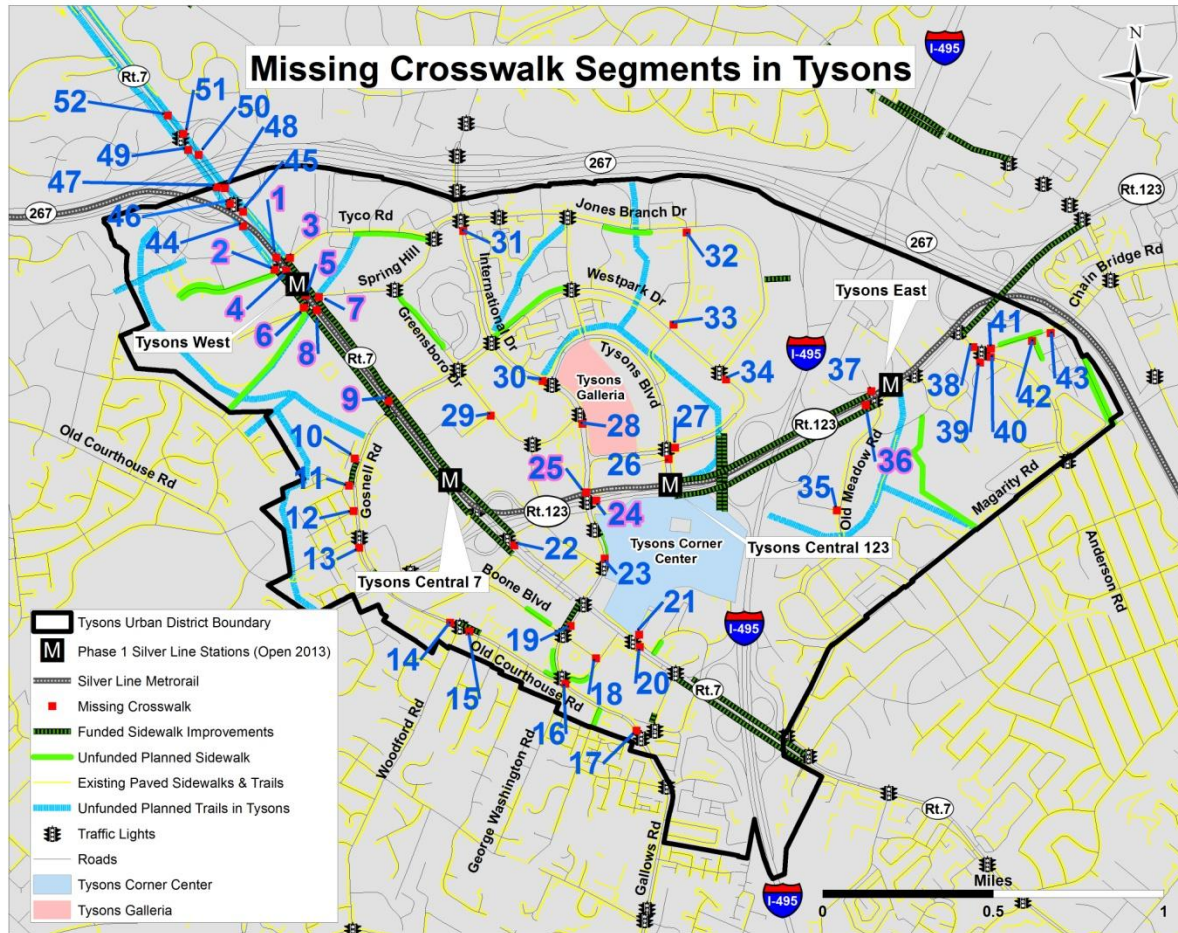 Missing Crosswalk Segments in Tysons
N
I-495
Rt.7
52
51
50
49
48
47
45
46
44
267
267
267
Rt.123
1
3
2
5
4
7
6
8
Tyco Rd
Spring Hill
31
International Dr
Jones Branch Dr
32
Westpark Dr
33
Chain Bridge Rd
Tysons East
Tysons West
Rt.7
Greensboro Dr
30
Tysons Galleria
Tysons Blvd
34
I-495
37
41
38
42
43
39
40
9
29
28
27
26
Rt.123
36
Old Meadow Rd
35
Magarity Rd
Old Courthouse Rd
10
11
12
13
Gosnell Rd
25
24
Rt.123
22
23
Tysons Corner Center
Tysons Central 123
Tysons Central 7
Boone Blvd
Anderson Rd
21
20
19
18
14
15
16
17
Old Courthouse Rd
I-495
Rt.7
Woodford Rd
George Washington Rd
Gallows Rd
Rt.7
I-495
Tysons Urban District Boundary
M
Phase 1 Silver Line Stations (Open 2013)
Silver Line Metrorail
Missing Crosswalk
Funded Sidewalk Improvements
Unfunded Planned Sidewalk
Existing Paved Sidewalks & Trails
Unfunded Planned Trails in Tysons
Traffic Lights
Roads
Tysons Corner Center
Tysons Galleria
M
M
M
M
Miles
0 0.5 1